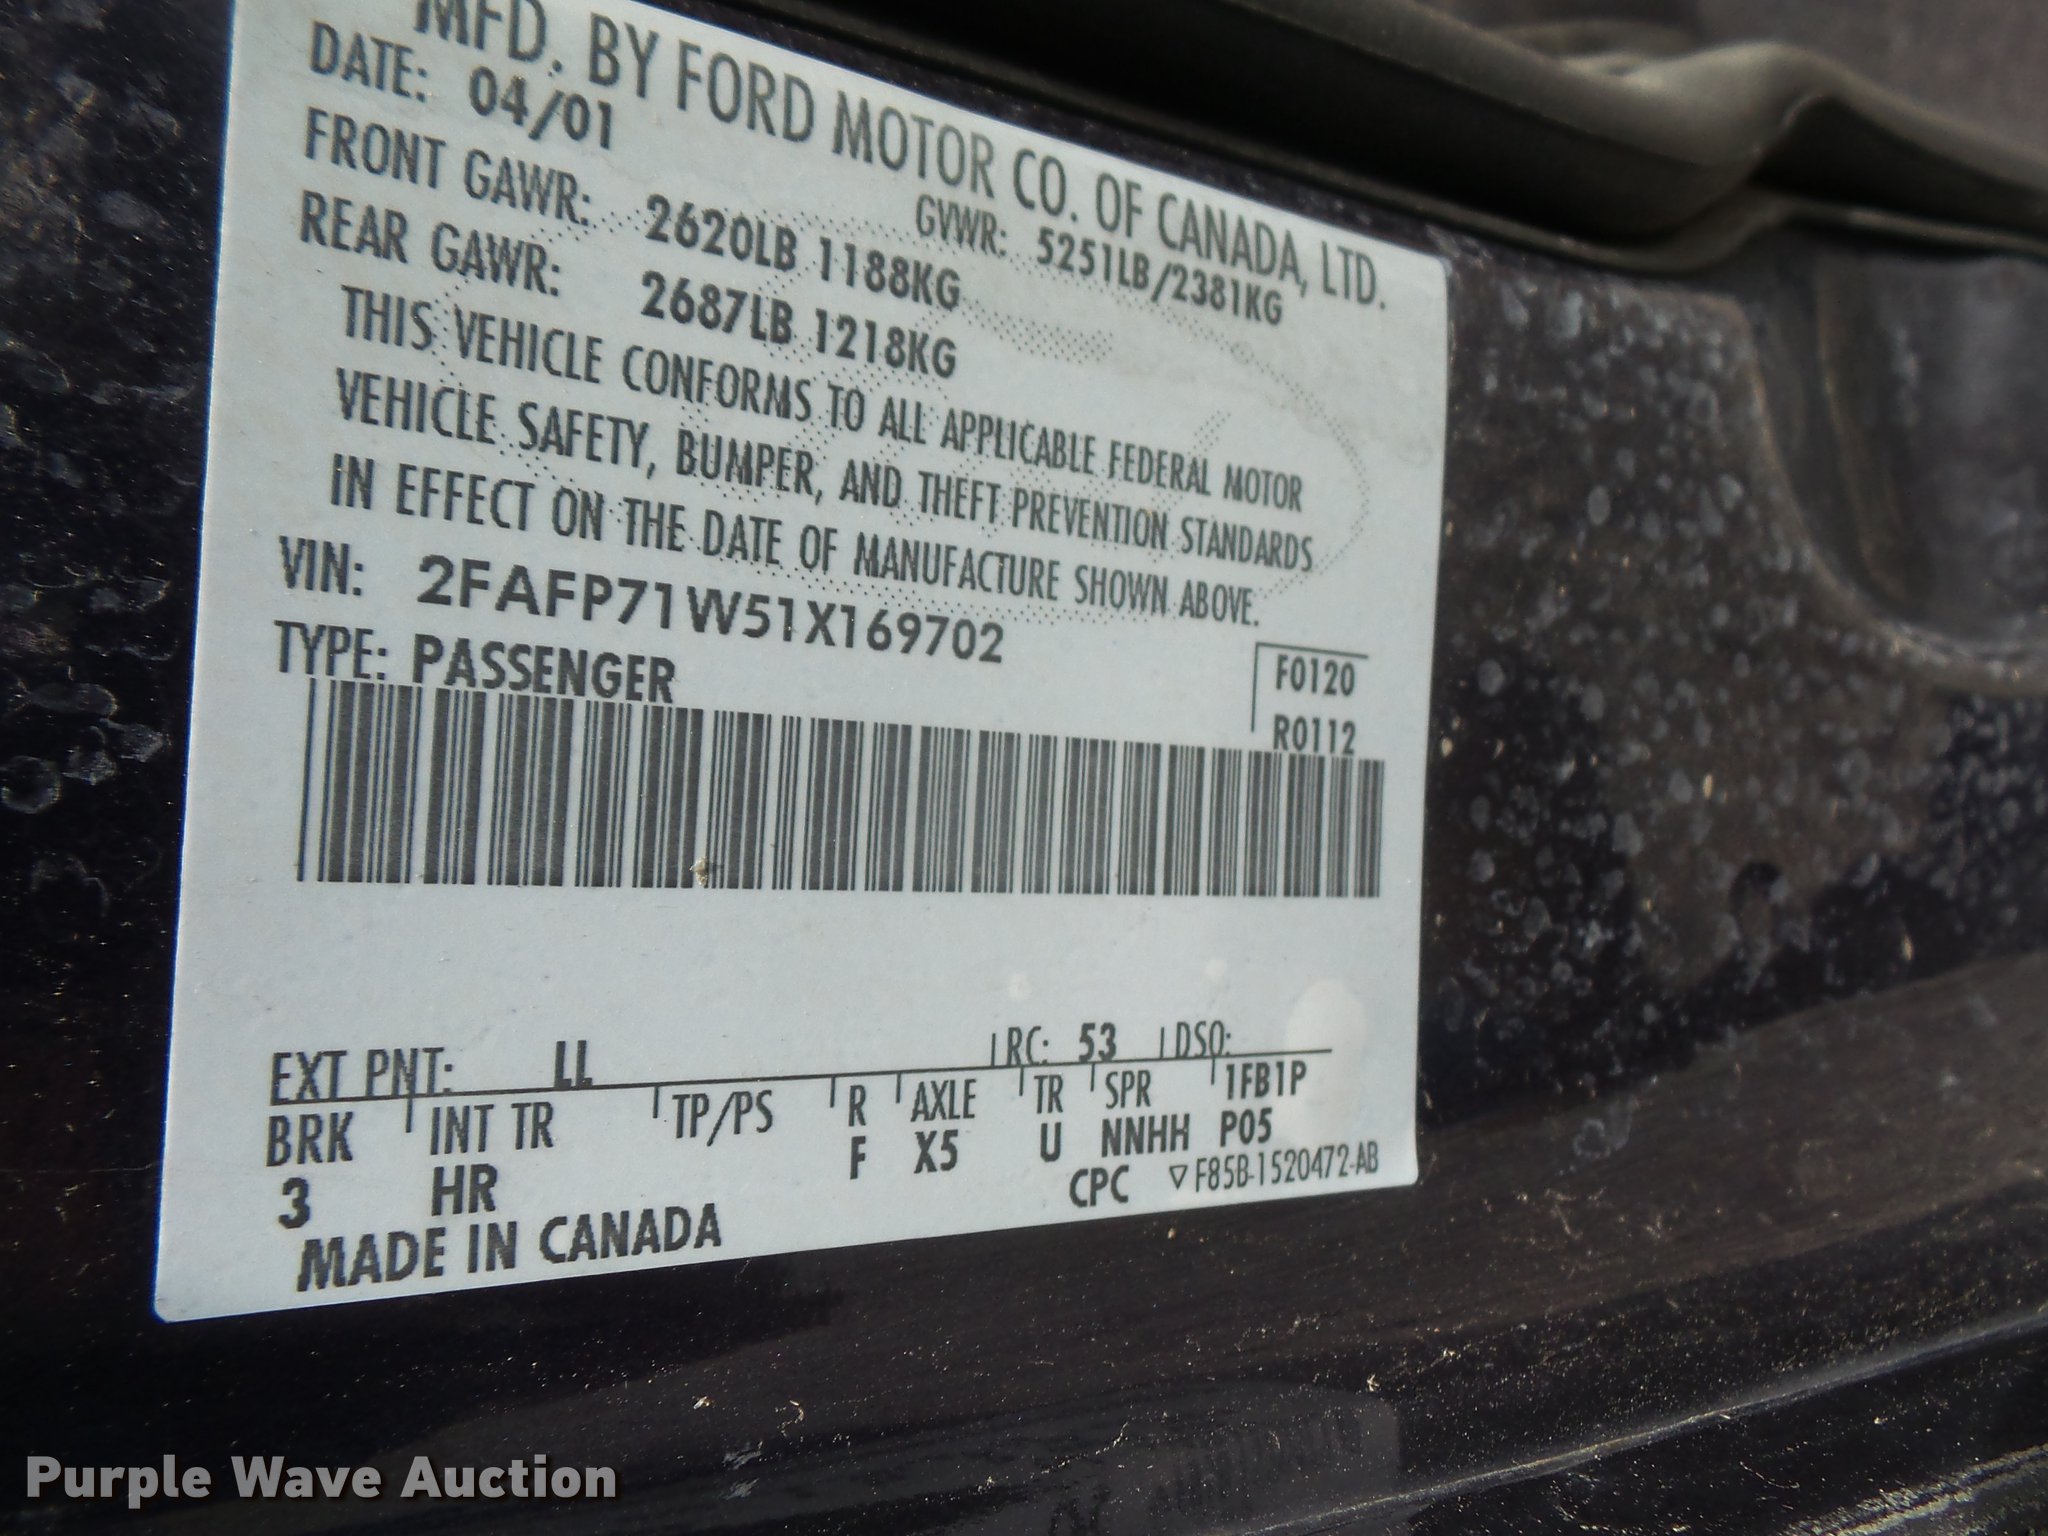 MFD. BY FORD MOTOR CO. OF CANADA, LTD.
DATE: 04/01 GVWR: 5251LB/2381KG
FRONT GAWR: 2620LB 1188KG
REAR GAWR: 2687LB 1218KG
THIS VEHICLE CONFORMS TO ALL APPLICABLE FEDERAL MOTOR
VEHICLE SAFETY, BUMPER, AND THEFT PREVENTION STANDARDS
IN EFFECT ON THE DATE OF MANUFACTURE SHOWN ABOVE.
VIN: 2FAFP71W51X169702
TYPE: PASSENGER
F0120
R0112
EXT PNT: LL RC: 53 DSO:
BRK INT TR TP/PS R AXLE TR SPR 1FB1P
3 HR F X5 U NNHH P05
MADE IN CANADA CPC ▽ F85B-1520472-AB
Purple Wave Auction